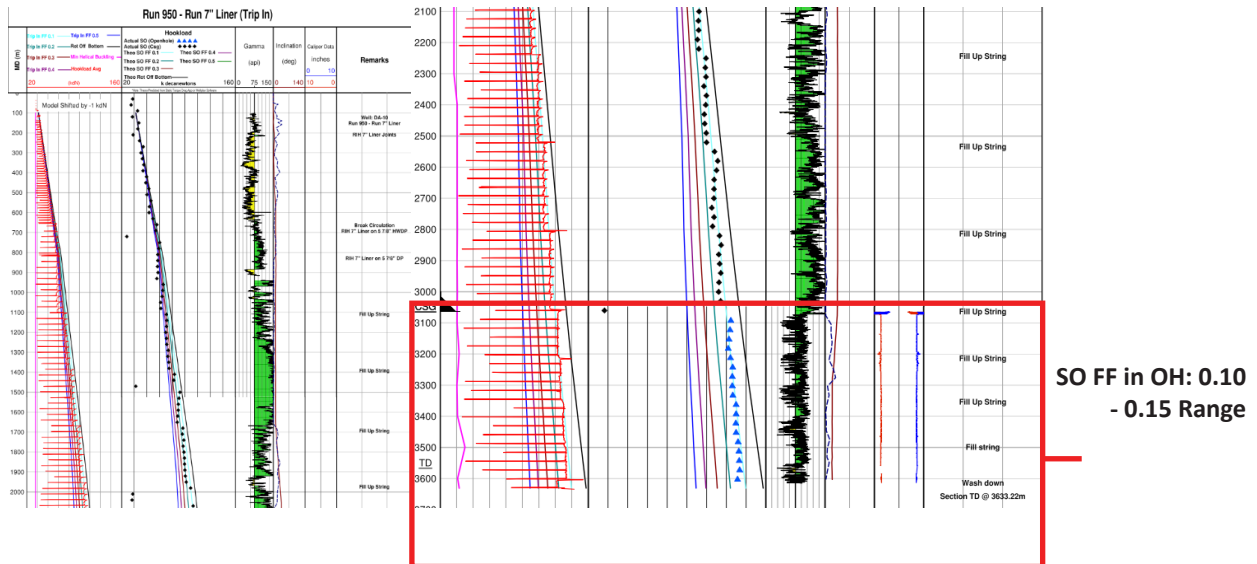 Run 950 - Run 7" Liner (Trip In)
MD (m)
Trip In FF 0.1
Trip In FF 0.5
Trip In FF 0.2
Rot Off Bottom
Trip In FF 0.3
Min Helical Buckling
Trip In FF 0.4
Hookload Avg
20
160
Hookload
Actual SO (Openhole)
Actual SO (Csg)
Theo SO FF 0.1
Theo SO FF 0.4
Theo SO FF 0.2
Theo SO FF 0.5
Theo SO FF 0.3
Theo Rot Off Bottom
20
k decanewtons
160
Gamma
(api)
0 75 150
Inclination
(deg)
0 140
Caliper Dots
inches
0 10
10 0
Remarks
Model Shifted by -1 kdN
100
200
300
400
500
600
700
800
900
1000
1100
1200
1300
1400
1500
1600
1700
1800
1900
2000
Well: DA-10
Run 950 - Run 7" Liner
RIH 7" Liner Joints
Break Circulation
RIH 7" Liner on 5 7/8" HWDP
RIH 7" Liner on 5 7/8" DP
Fill Up String
Fill Up String
Fill Up String
Fill Up String
2100
2200
2300
2400
2500
2600
2700
2800
2900
3000
CSG
3100
3200
3300
3400
3500
TD
3600
Fill Up String
Fill Up String
Fill Up String
Fill Up String
Fill Up String
Fill Up String
Fill string
Wash down
Section TD @ 3633.22m
SO FF in OH: 0.10
- 0.15 Range